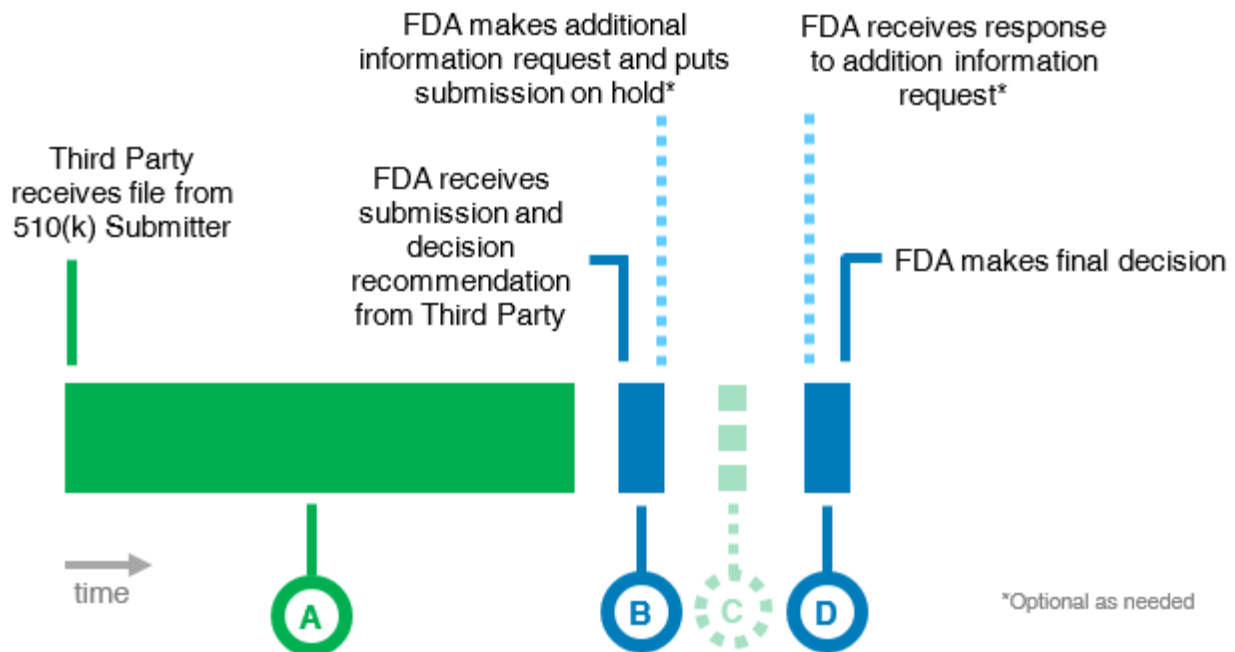 FDA makes additional
information request and puts
submission on hold*
FDA receives response
to addition information
request*
Third Party
receives file from
510(k) Submitter
FDA receives
submission and
decision
recommendation
from Third Party
FDA makes final decision
time
A
B
C
D
*Optional as needed